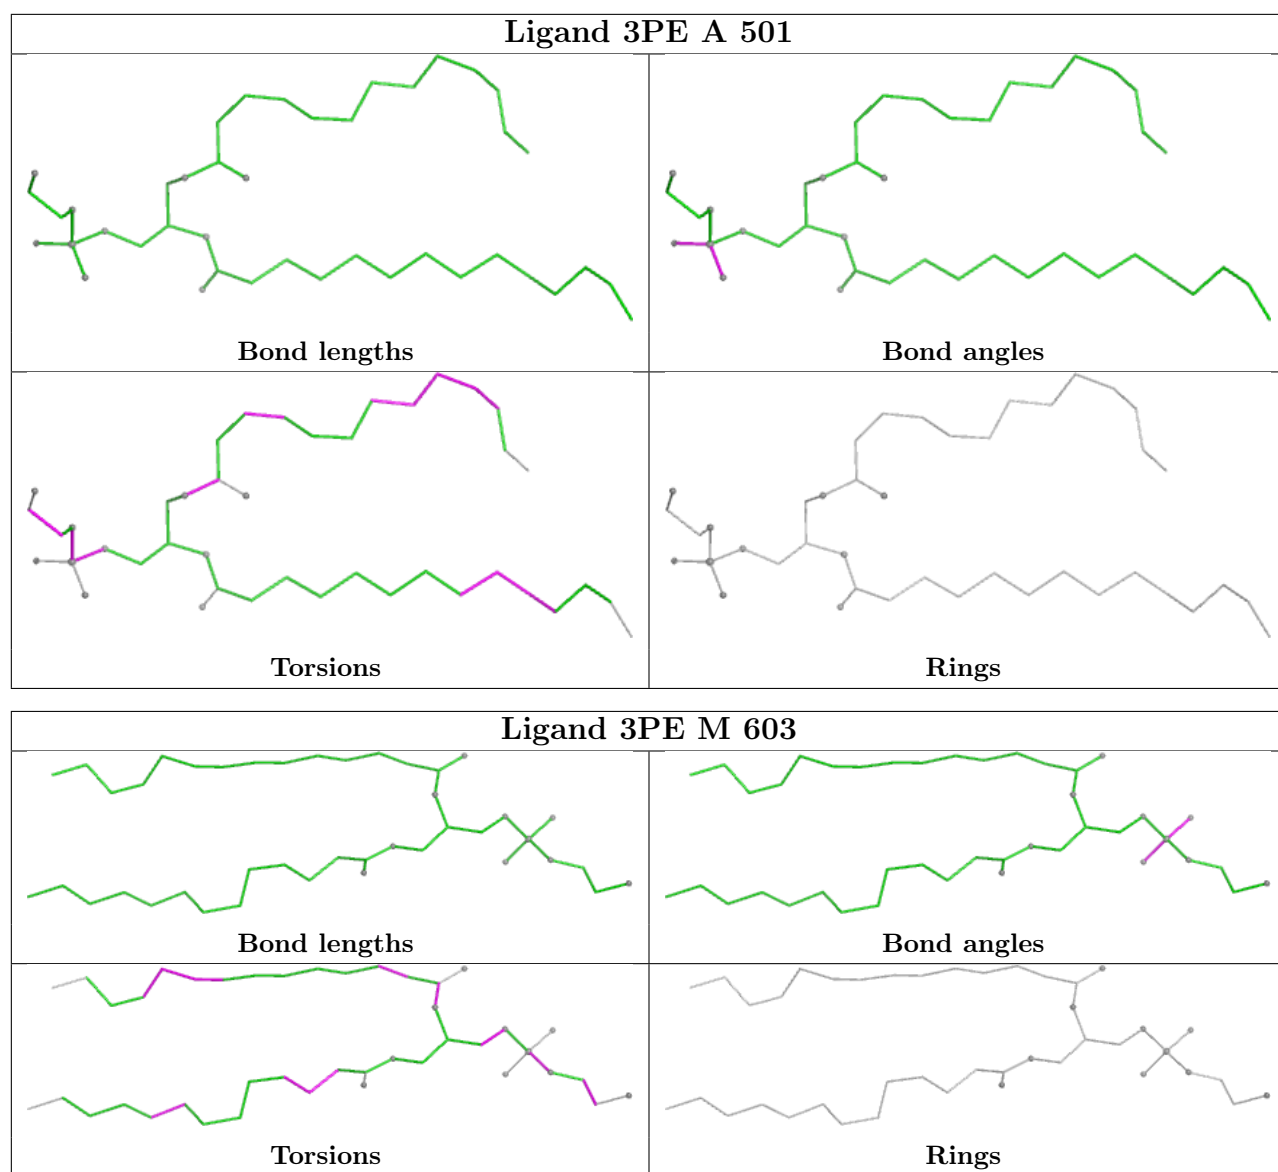 Ligand 3PE A 501
Bond lengths
Bond angles
Torsions
Rings
Ligand 3PE M 603
Bond lengths
Bond angles
Torsions
Rings